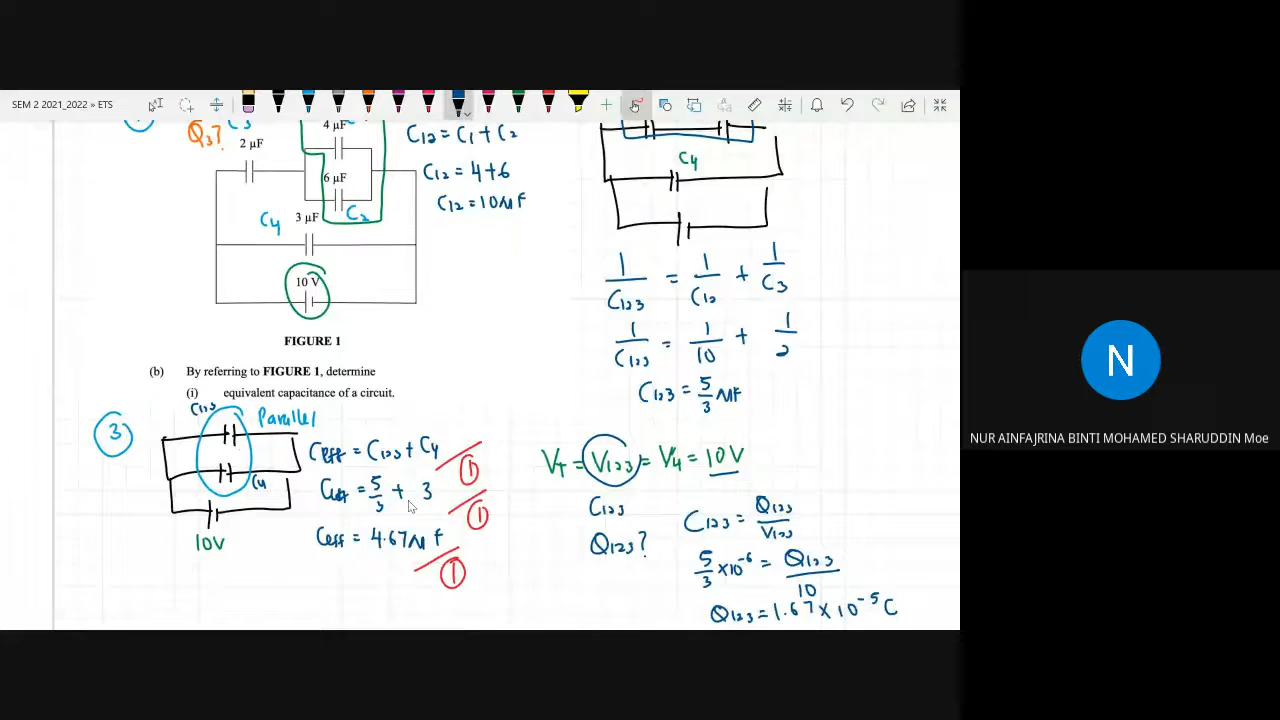 SEM 2 2021_2022 » ETS
Q3?
C3
2 μF
4 μF
6 μF
C2
C4
3 μF
10 V
FIGURE 1
C12 = C1 + C2
C12 = 4+6
C12 = 10 μF
(b) By referring to FIGURE 1, determine
(i) equivalent capacitance of a circuit.
3
C123
Parallel
C4
10V
Ceff = C123 + C4
1
Ceff = 5/3 + 3
1
Ceff = 4.67 μF
1
C4
1/C123 = 1/C12 + 1/C3
1/C123 = 1/10 + 1/2
C123 = 5/3 μF
VT = V123 = V4 = 10V
C123
Q123?
C123 = Q123/V123
5/3 × 10⁻⁶ = Q123/10
Q123 = 1.67 × 10⁻⁵ C
N
NUR AINFAJRINA BINTI MOHAMED SHARUDDIN Moe